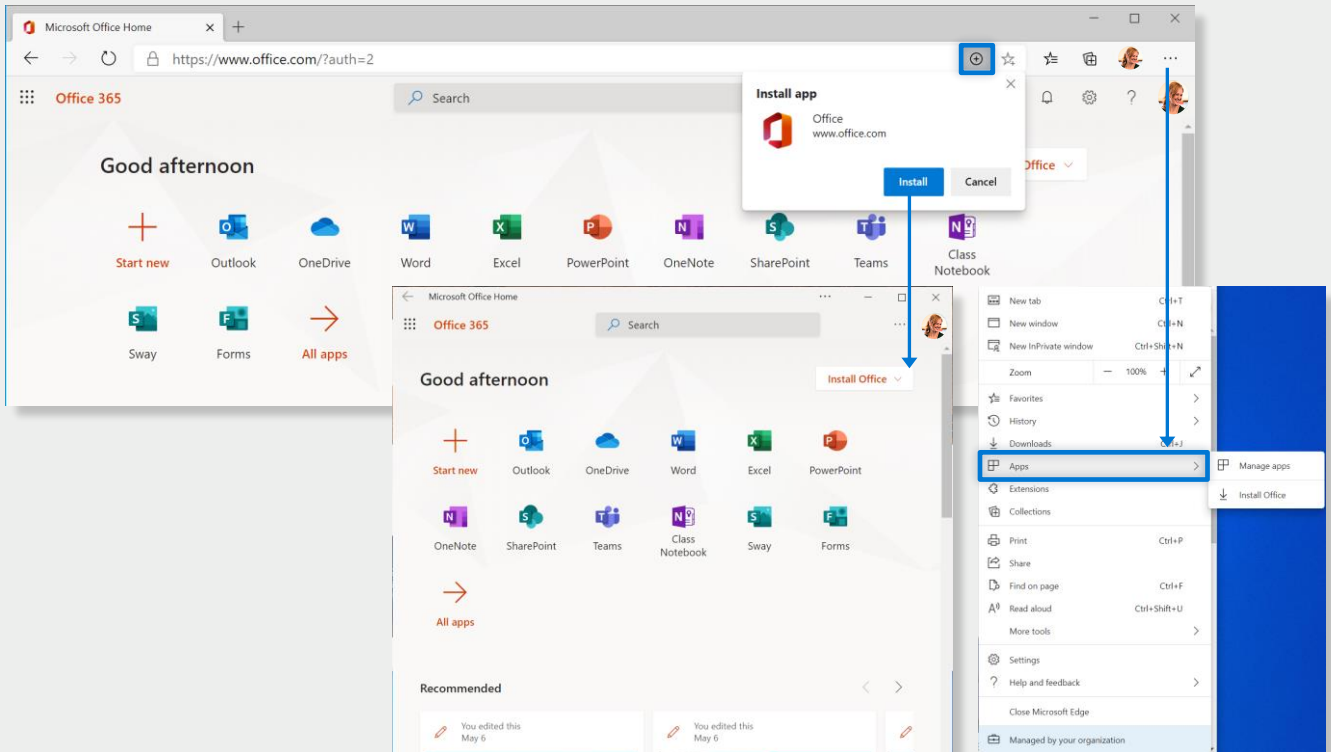 Microsoft Office Home
https://www.office.com/?auth=2
Office 365
Search
Install app
Office
www.office.com
Install
Cancel
Office
Good afternoon
Start new
Outlook
OneDrive
Word
Excel
PowerPoint
OneNote
SharePoint
Teams
Class
Notebook
Sway
Forms
All apps
Microsoft Office Home
Office 365
Search
Good afternoon
Install Office
Start new
Outlook
OneDrive
Word
Excel
PowerPoint
OneNote
SharePoint
Teams
Class
Notebook
Sway
Forms
All apps
Recommended
You edited this
May 6
You edited this
May 6
New tab Ctrl+T
New window Ctrl+N
New InPrivate window Ctrl+Shift+N
Zoom 100%
Favorites
History
Downloads Ctrl+J
Apps
Manage apps
Install Office
Extensions
Collections
Print Ctrl+P
Share
Find on page Ctrl+F
Read aloud Ctrl+Shift+U
More tools
Settings
Help and feedback
Close Microsoft Edge
Managed by your organization